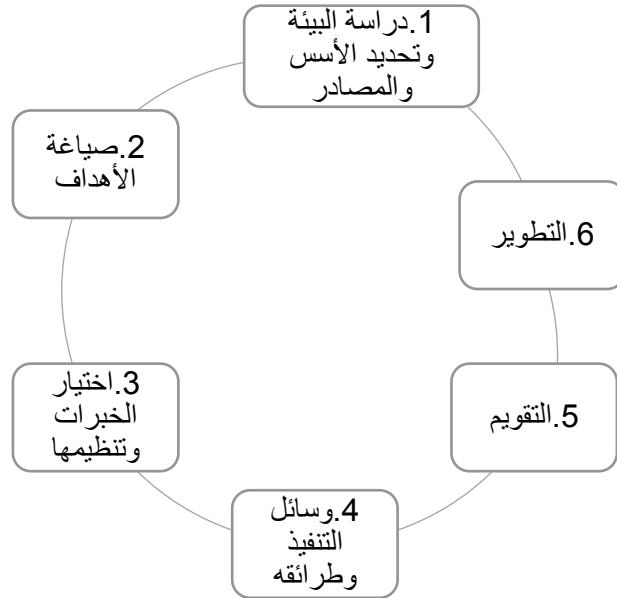 1.دراسة البيئة
وتحديد الأسس
والمصادر
2.صياغة
الأهداف
3.اختيار
الخبرات
وتنظيمها
4.وسائل
التنفيذ
وطرائقه
5.التقويم
6.التطوير